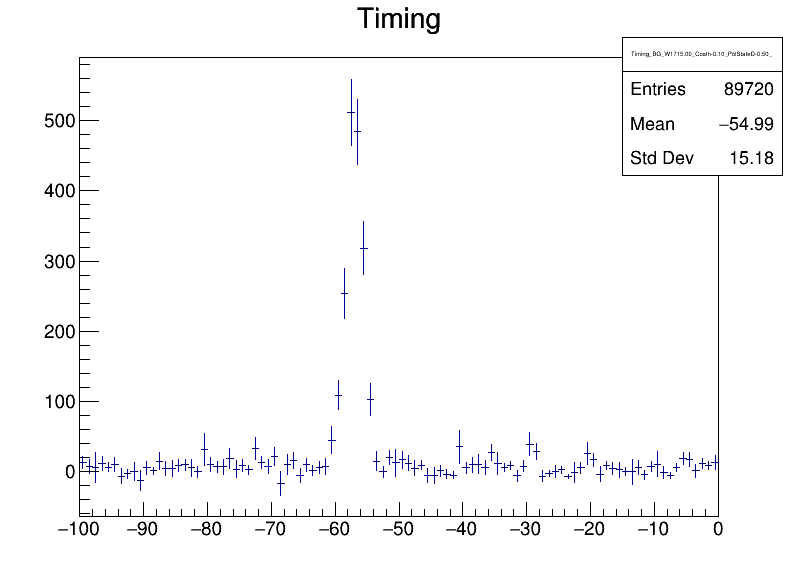 Timing
Timing_BG_W1715.00_Costh-0.10_PolStateD-0.50_
Entries 89720
Mean −54.99
Std Dev 15.18
500
400
300
200
100
0
−100 −90 −80 −70 −60 −50 −40 −30 −20 −10 0